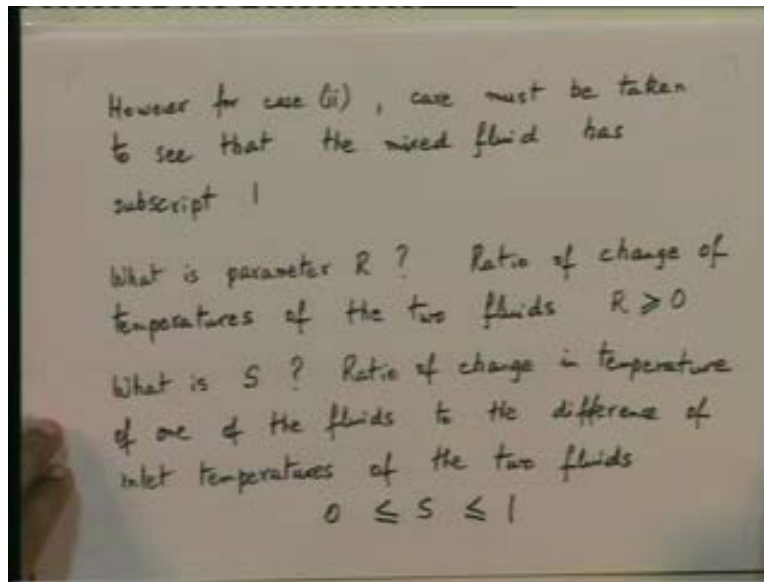 However for case (ii), care must be taken
to see that the mixed fluid has
subscript 1
What is parameter R ? Ratio of change of
temperatures of the two fluids R ⩾ 0
What is S ? Ratio of change in temperature
of one of the fluids to the difference of
inlet temperatures of the two fluids
0 ≤ S ≤ 1